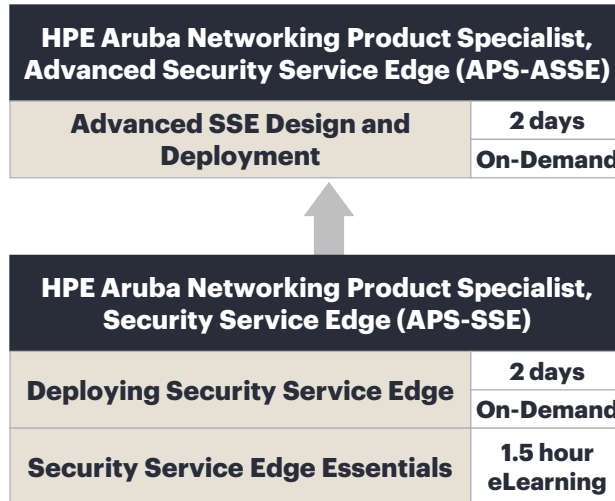 HPE Aruba Networking Product Specialist,
Advanced Security Service Edge (APS-ASSE)
Advanced SSE Design and
Deployment
2 days
On-Demand
HPE Aruba Networking Product Specialist,
Security Service Edge (APS-SSE)
Deploying Security Service Edge
2 days
On-Demand
Security Service Edge Essentials
1.5 hour
eLearning